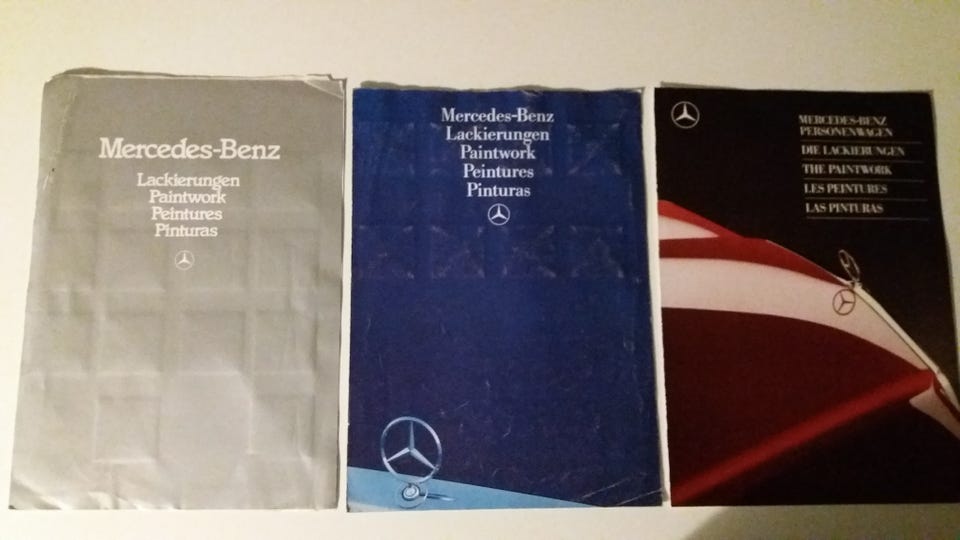 Mercedes-Benz
Lackierungen
Paintwork
Peintures
Pinturas
Mercedes-Benz
Lackierungen
Paintwork
Peintures
Pinturas
MERCEDES-BENZ
PERSONENWAGEN
DIE LACKIERUNGEN
THE PAINTWORK
LES PEINTURES
LAS PINTURAS